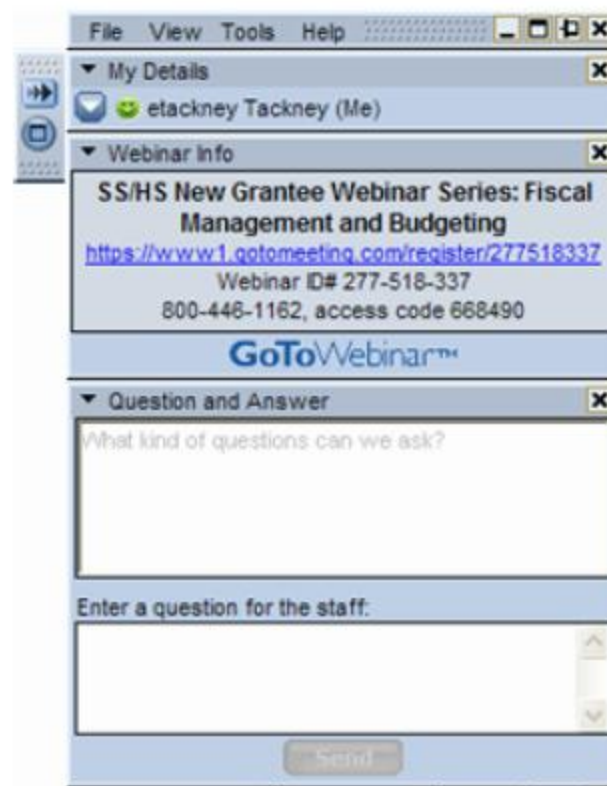 File View Tools Help
My Details
etackney Tackney (Me)
Webinar Info
SS/HS New Grantee Webinar Series: Fiscal
Management and Budgeting
https://www1.gotomeeting.com/register/277518337
Webinar ID# 277-518-337
800-446-1162, access code 668490
GoToWebinar™
Question and Answer
What kind of questions can we ask?
Enter a question for the staff:
Send